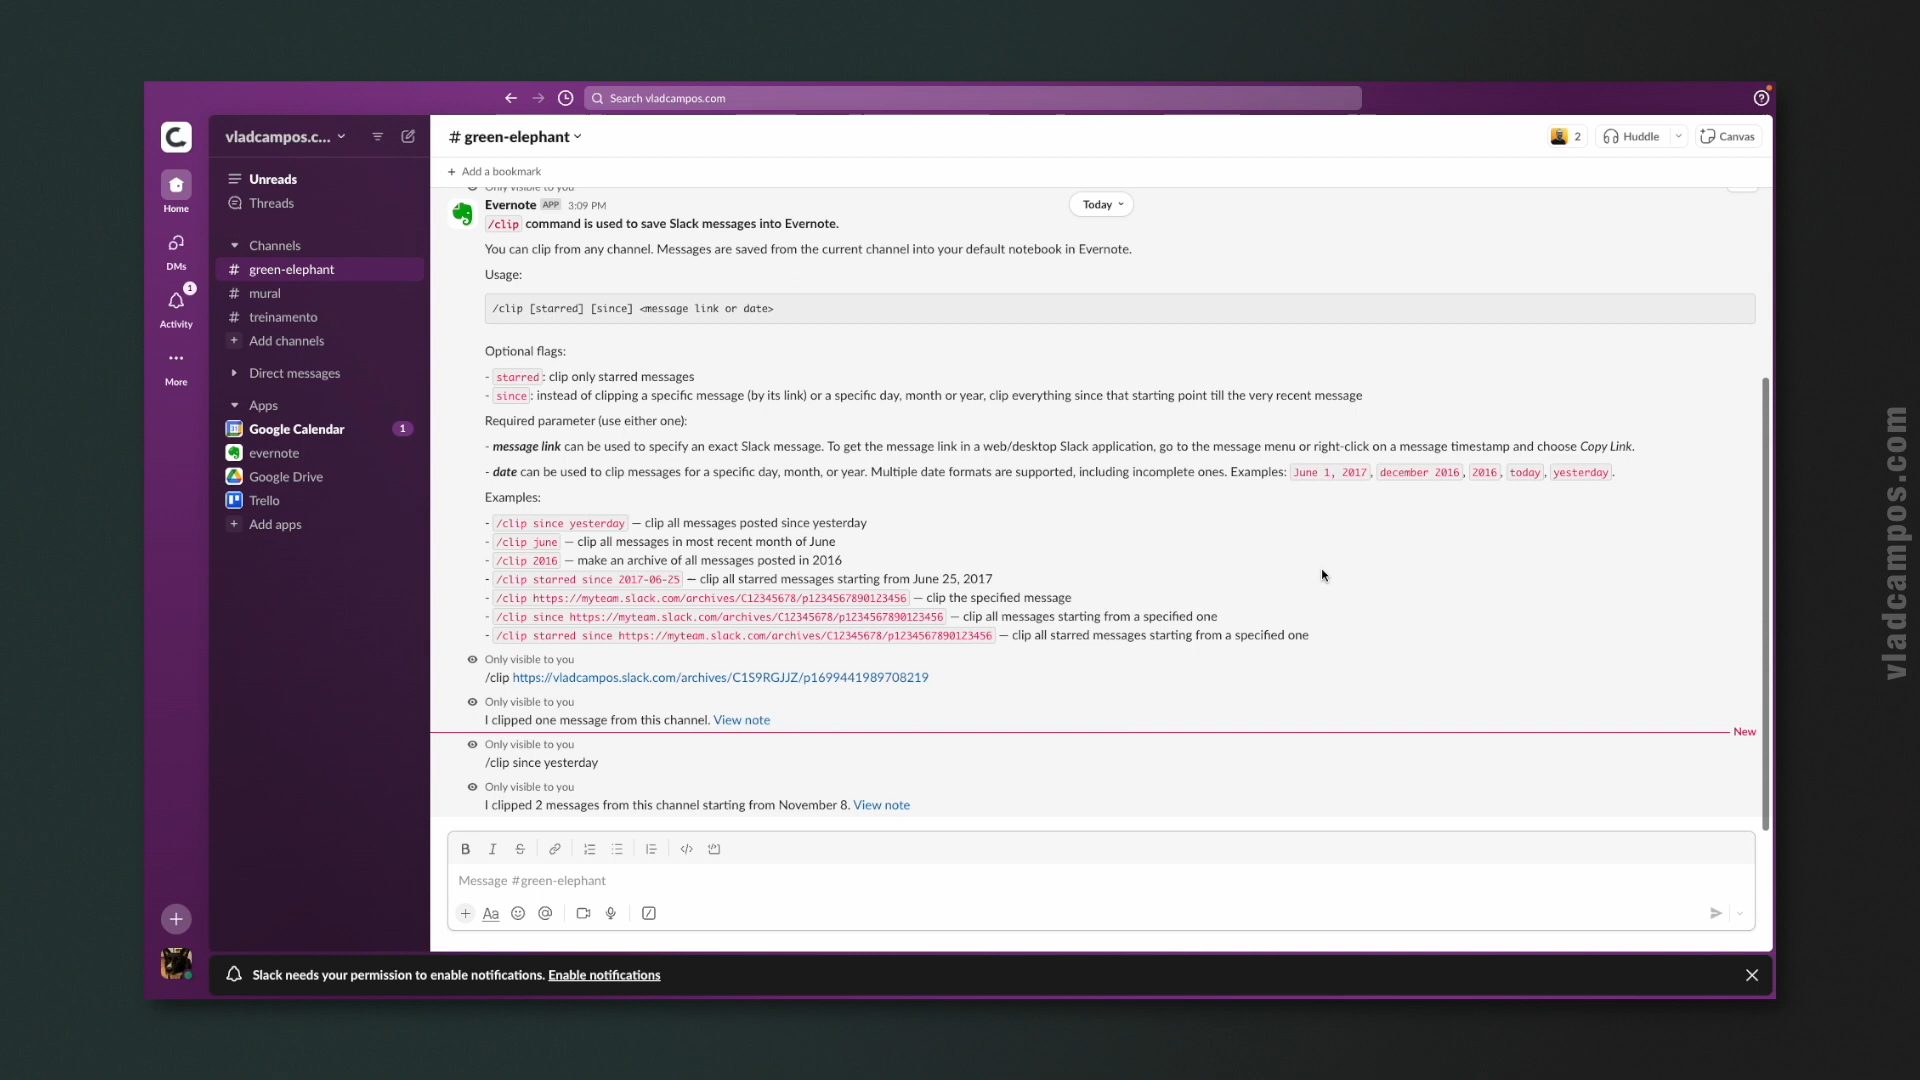 Search vladcampos.com
vladcampos.c...
# green-elephant
2
Huddle
Canvas
+ Add a bookmark
Home
DMs
1
Activity
More
Unreads
Threads
Channels
# green-elephant
# mural
# treinamento
+ Add channels
Direct messages
Apps
Google Calendar 1
evernote
Google Drive
Trello
+ Add apps
Only visible to you
Evernote APP 3:09 PM
Today
/clip command is used to save Slack messages into Evernote.
You can clip from any channel. Messages are saved from the current channel into your default notebook in Evernote.
Usage:
/clip [starred] [since] <message link or date>
Optional flags:
- starred: clip only starred messages
- since: instead of clipping a specific message (by its link) or a specific day, month or year, clip everything since that starting point till the very recent message
Required parameter (use either one):
- message link can be used to specify an exact Slack message. To get the message link in a web/desktop Slack application, go to the message menu or right-click on a message timestamp and choose Copy Link.
- date can be used to clip messages for a specific day, month, or year. Multiple date formats are supported, including incomplete ones. Examples: June 1, 2017, december 2016, 2016, today, yesterday.
Examples:
- /clip since yesterday — clip all messages posted since yesterday
- /clip june — clip all messages in most recent month of June
- /clip 2016 — make an archive of all messages posted in 2016
- /clip starred since 2017-06-25 — clip all starred messages starting from June 25, 2017
- /clip https://myteam.slack.com/archives/C12345678/p1234567890123456 — clip the specified message
- /clip since https://myteam.slack.com/archives/C12345678/p1234567890123456 — clip all messages starting from a specified one
- /clip starred since https://myteam.slack.com/archives/C12345678/p1234567890123456 — clip all starred messages starting from a specified one
Only visible to you
/clip https://vladcampos.slack.com/archives/C1S9RGJJZ/p1699441989708219
Only visible to you
I clipped one message from this channel. View note
New
Only visible to you
/clip since yesterday
Only visible to you
I clipped 2 messages from this channel starting from November 8. View note
B I S
Message #green-elephant
+ Aa @
Slack needs your permission to enable notifications. Enable notifications
vladcampos.com